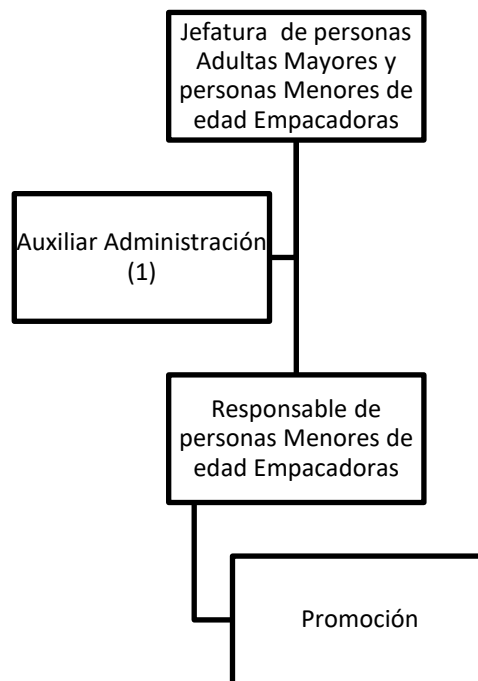 Jefatura de personas
Adultas Mayores y
personas Menores de
edad Empacadoras
Auxiliar Administración
(1)
Responsable de
personas Menores de
edad Empacadoras
Promoción